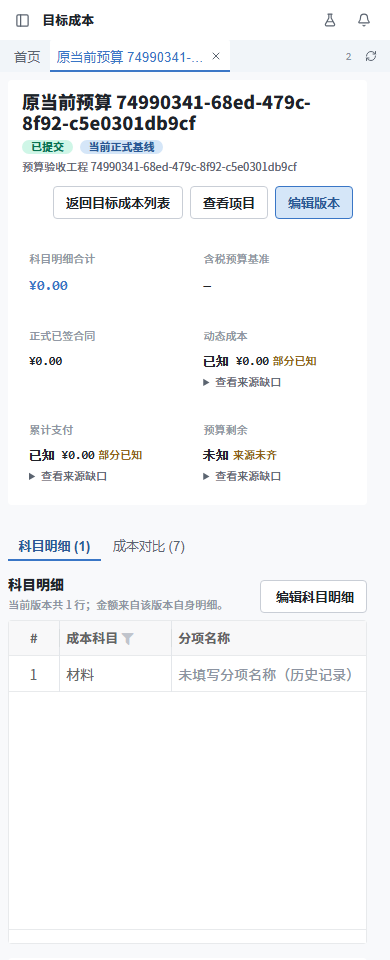 目标成本
首页
原当前预算 74990341-...
2
原当前预算 74990341-68ed-479c-
8f92-c5e0301db9cf
已提交 当前正式基线
预算验收工程 74990341-68ed-479c-8f92-c5e0301db9cf
返回目标成本列表 查看项目 编辑版本
科目明细合计 含税预算基准
¥0.00 —
正式已签合同 动态成本
¥0.00 已知 ¥0.00 部分已知
查看来源缺口
累计支付 预算剩余
已知 ¥0.00 部分已知 未知 来源未齐
查看来源缺口 查看来源缺口
科目明细 (1) 成本对比 (7)
科目明细
当前版本共 1 行；金额来自该版本自身明细。
编辑科目明细
# 成本科目 分项名称
1 材料 未填写分项名称（历史记录）